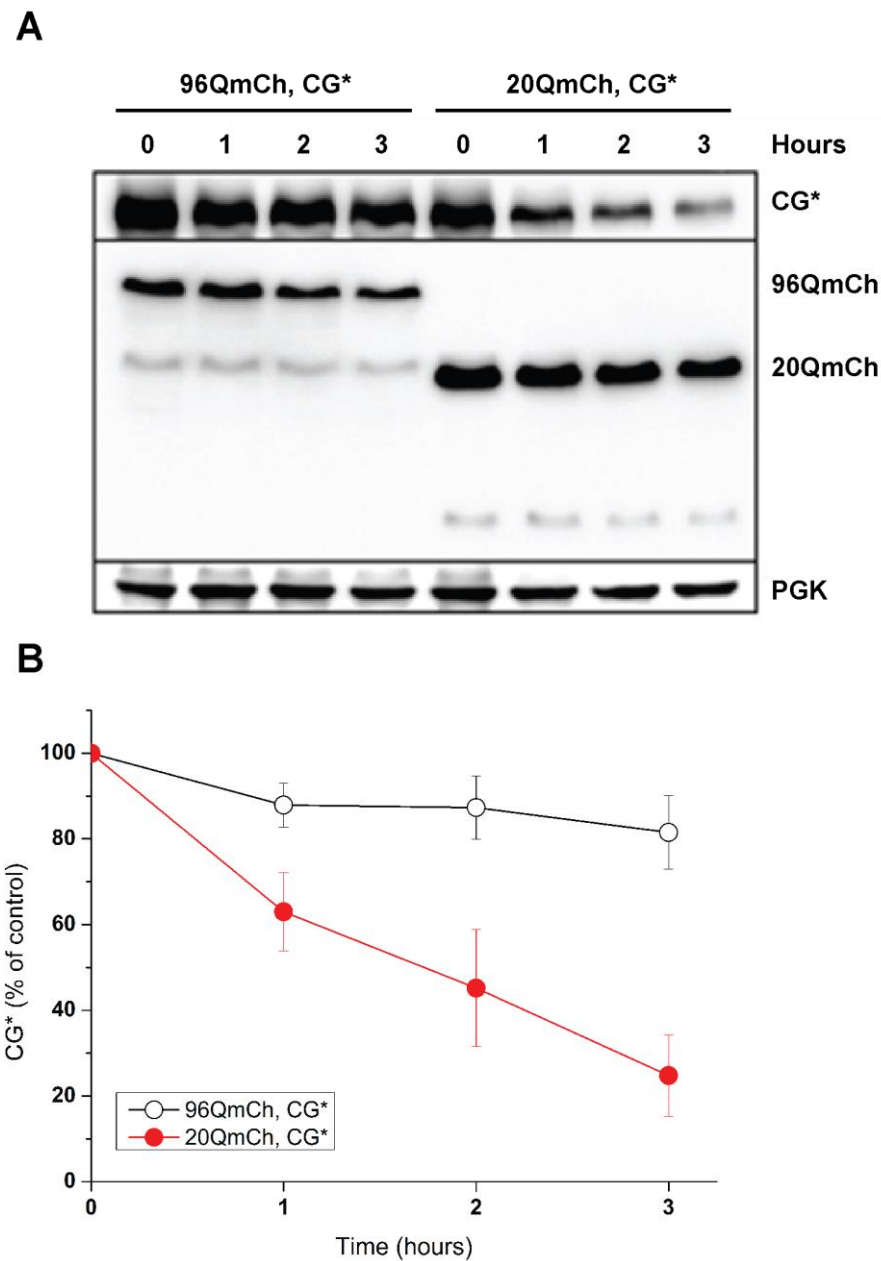 A
96QmCh, CG* 20QmCh, CG*
0 1 2 3 0 1 2 3 Hours
CG*
96QmCh
20QmCh
PGK
B
CG* (% of control)
100
80
60
40
20
0
96QmCh, CG*
20QmCh, CG*
0 1 2 3
Time (hours)